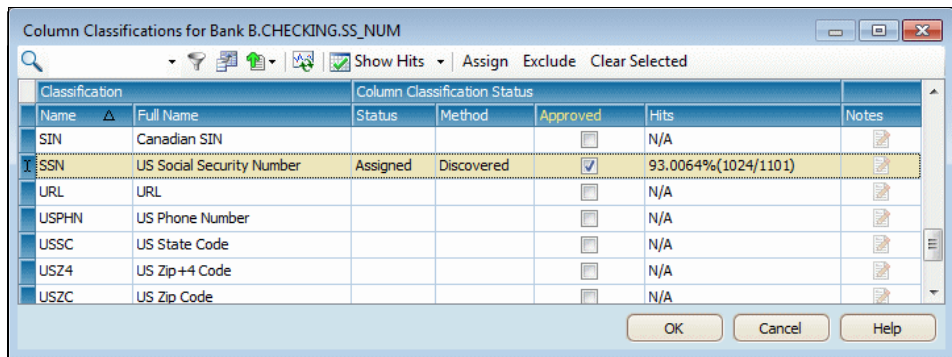 Column Classifications for Bank B.CHECKING.SS_NUM
Show Hits Assign Exclude Clear Selected
Classification Column Classification Status
Name Full Name Status Method Approved Hits Notes
SIN Canadian SIN N/A
SSN US Social Security Number Assigned Discovered 93.0064%(1024/1101)
URL URL N/A
USPHN US Phone Number N/A
USSC US State Code N/A
USZ4 US Zip+4 Code N/A
USZC US Zip Code N/A
OK Cancel Help